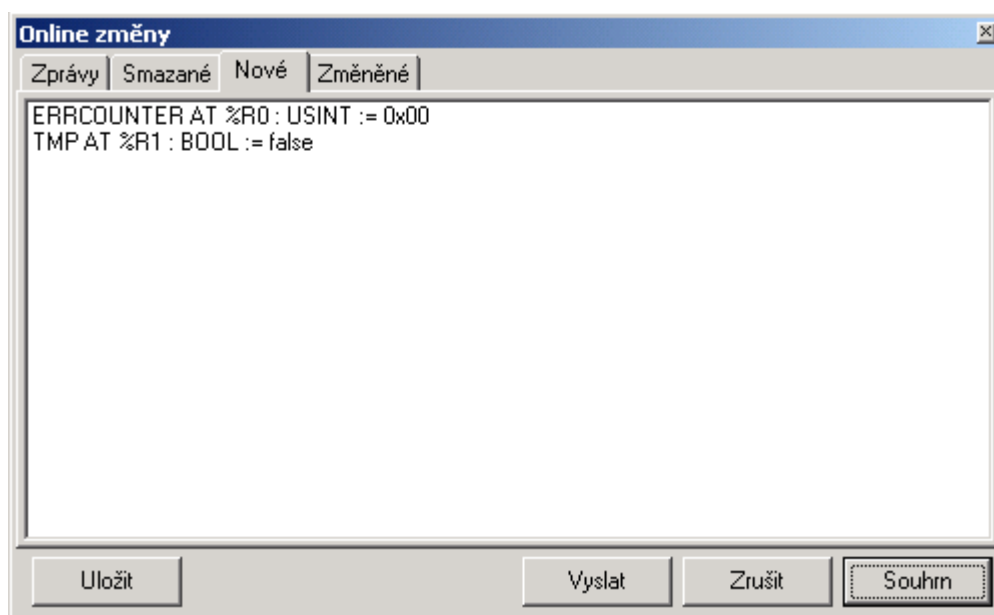 Online změny
Zprávy Smazané Nové Změněné
ERRCOUNTER AT %R0 : USINT := 0x00
TMP AT %R1 : BOOL := false
Uložit Vyslat Zrušit Souhrn